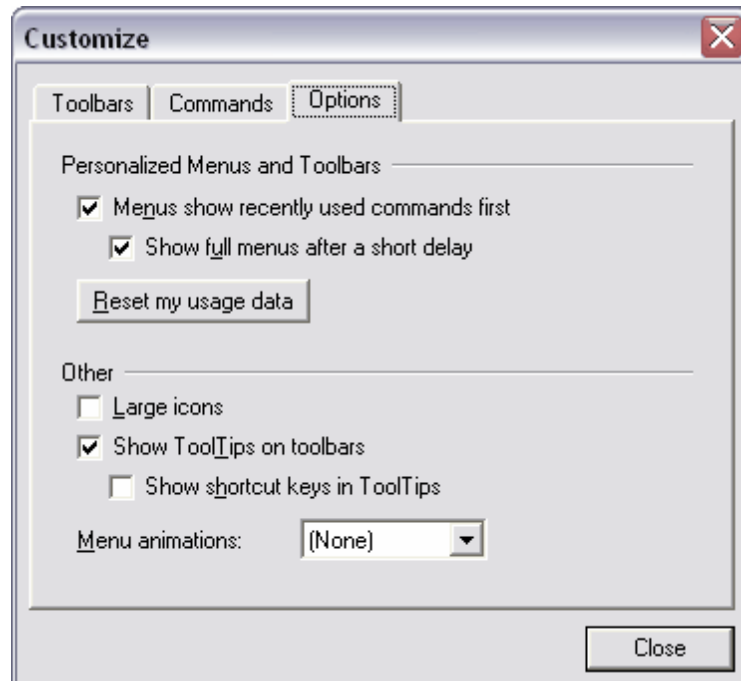 Customize
Toolbars Commands Options
Personalized Menus and Toolbars
Menus show recently used commands first
Show full menus after a short delay
Reset my usage data
Other
Large icons
Show ToolTips on toolbars
Show shortcut keys in ToolTips
Menu animations: (None)
Close